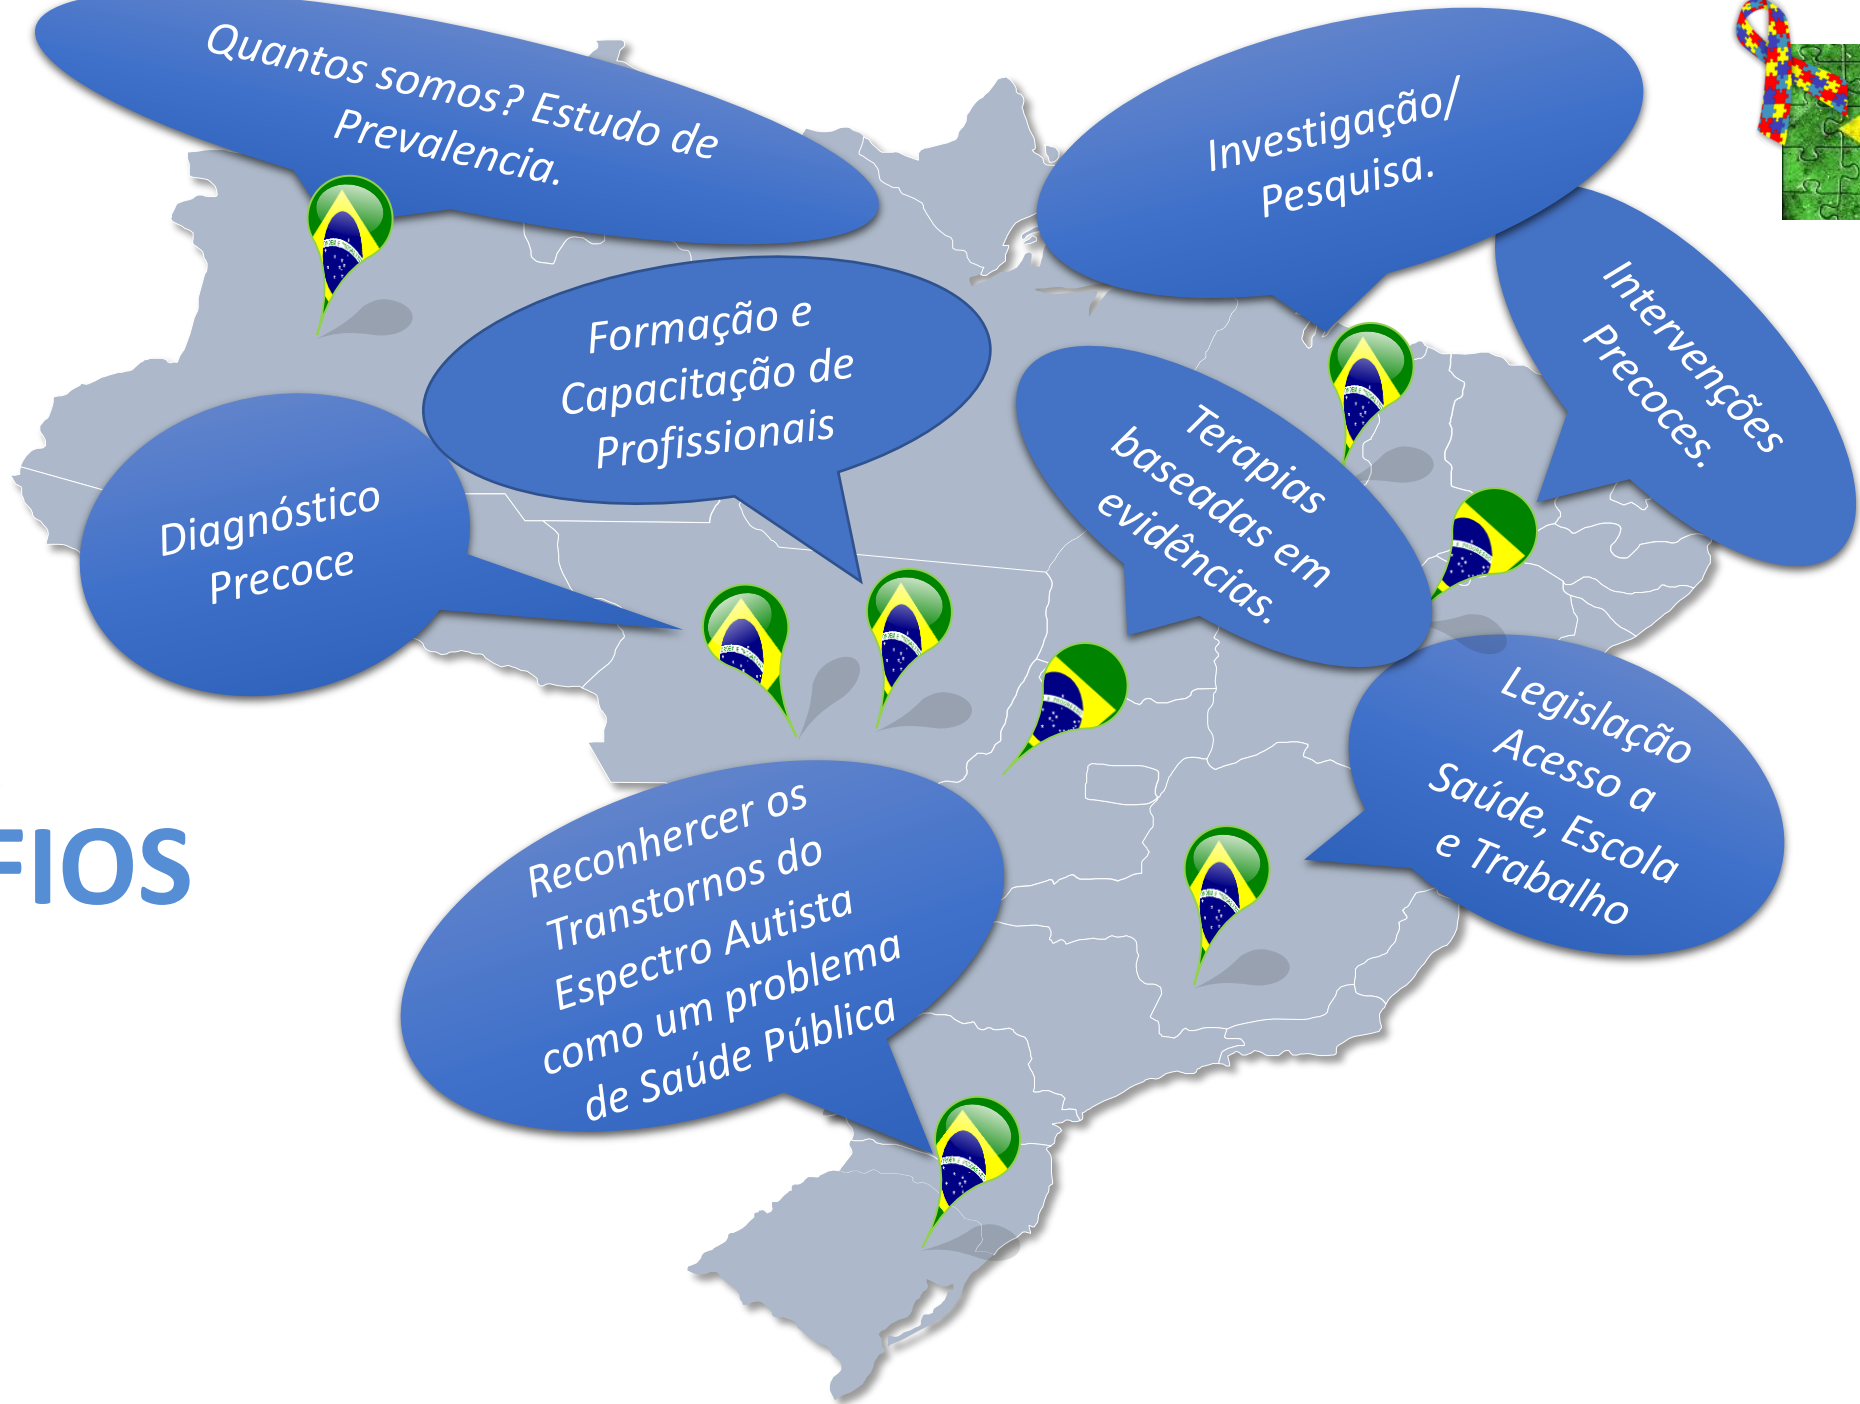 Quantos somos? Estudo de
Prevalencia.
Investigação/
Pesquisa.
Intervenções
Precoces.
Formação e
Capacitação de
Profissionais
Terapias
baseadas em
evidências.
Diagnóstico
Precoce
Legislação
Acesso a
Saúde, Escola
e Trabalho
FIOS
Reconhercer os
Transtornos do
Espectro Autista
como um problema
de Saúde Pública